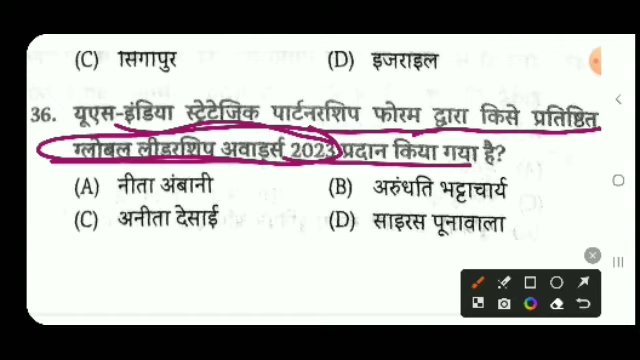 (C) सिंगापुर (D) इजराइल
36. यूएस-इंडिया स्ट्रेटेजिक पार्टनरशिप फोरम द्वारा किसे प्रतिष्ठित
ग्लोबल लीडरशिप अवार्ड्स 2023 प्रदान किया गया है?
(A) नीता अंबानी (B) अरुंधति भट्टाचार्य
(C) अनीता देसाई (D) साइरस पूनावाला